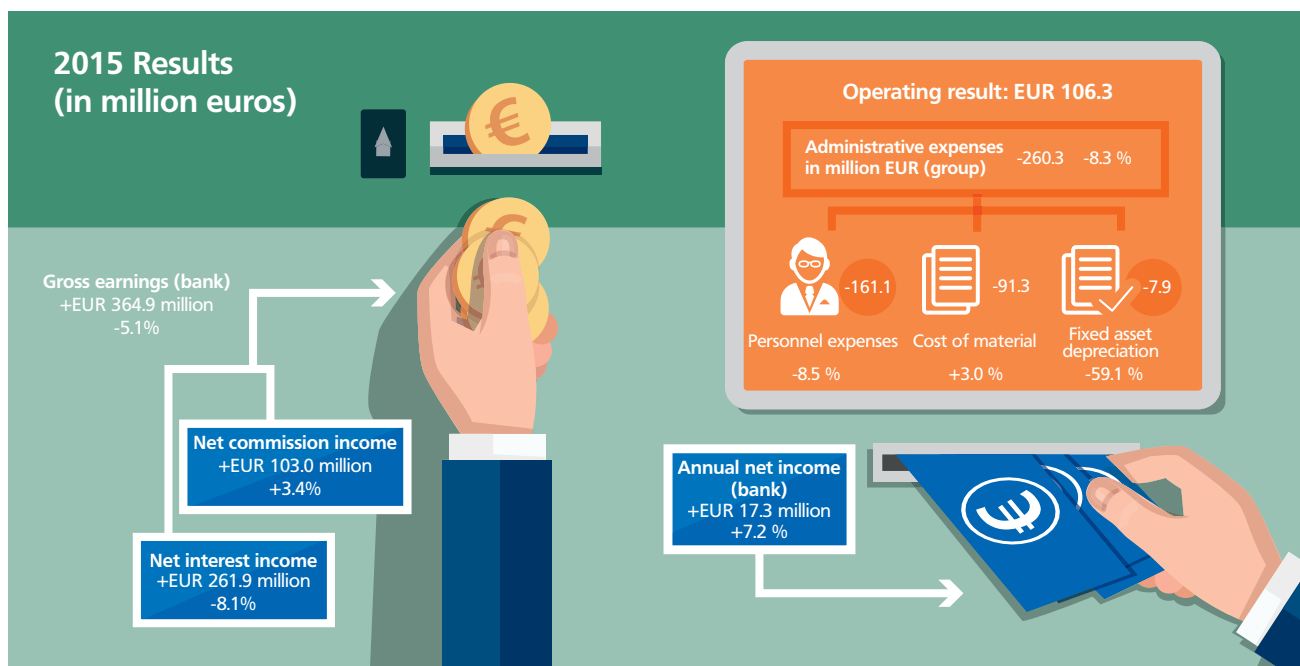 2015 Results
(in million euros)
€
€
€
Gross earnings (bank)
+EUR 364.9 million
-5.1%
Net commission income
+EUR 103.0 million
+3.4%
Net interest income
+EUR 261.9 million
-8.1%
Operating result: EUR 106.3
Administrative expenses
in million EUR (group)
-260.3 -8.3 %
-161.1
Personnel expenses
-8.5 %
-91.3
Cost of material
+3.0 %
-7.9
Fixed asset
depreciation
-59.1 %
Annual net income
(bank)
+EUR 17.3 million
+7.2 %
€